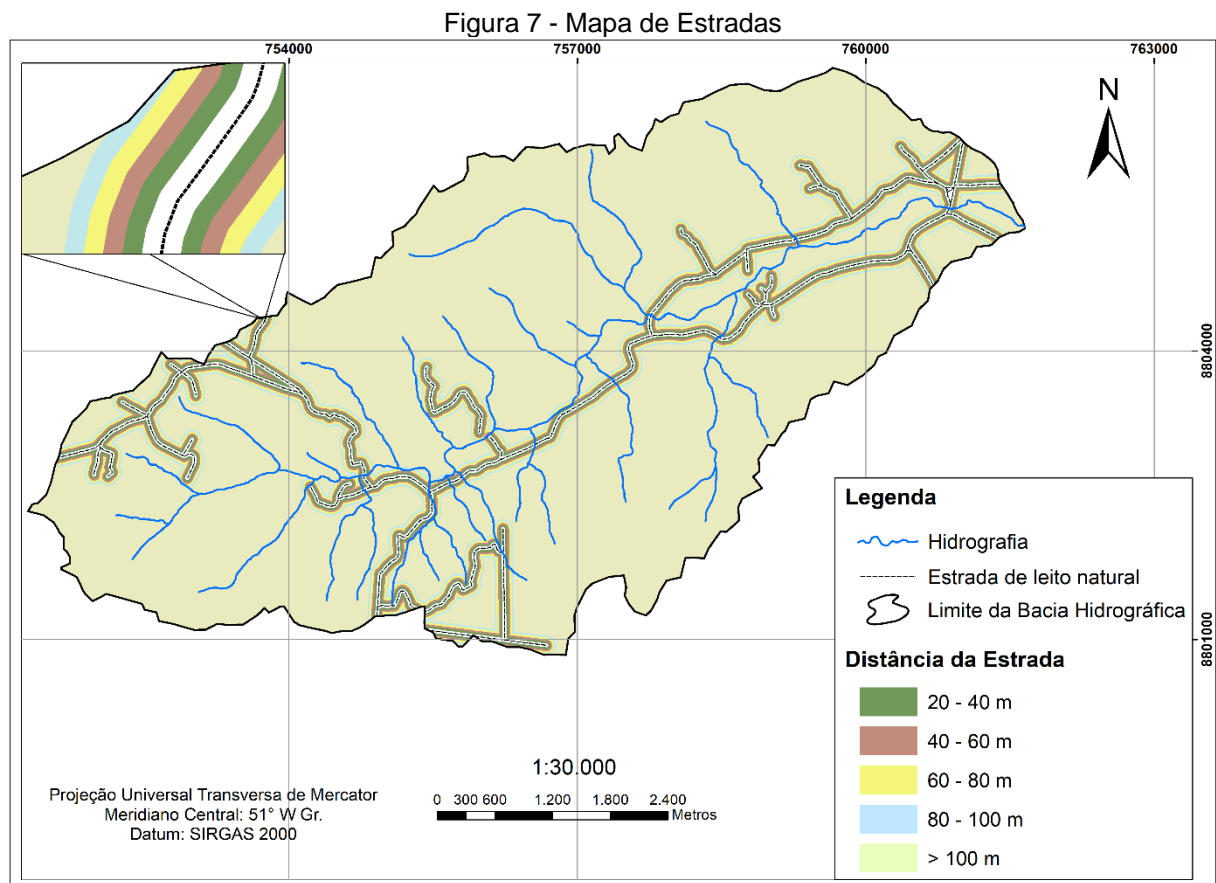 Figura 7 - Mapa de Estradas
754000
757000
760000
763000
N
8804000
8801000
Legenda
Hidrografia
Estrada de leito natural
Limite da Bacia Hidrográfica
Distância da Estrada
20 - 40 m
40 - 60 m
60 - 80 m
80 - 100 m
> 100 m
1:30.000
0 300 600 1.200 1.800 2.400
Metros
Projeção Universal Transversa de Mercator
Meridiano Central: 51° W Gr.
Datum: SIRGAS 2000